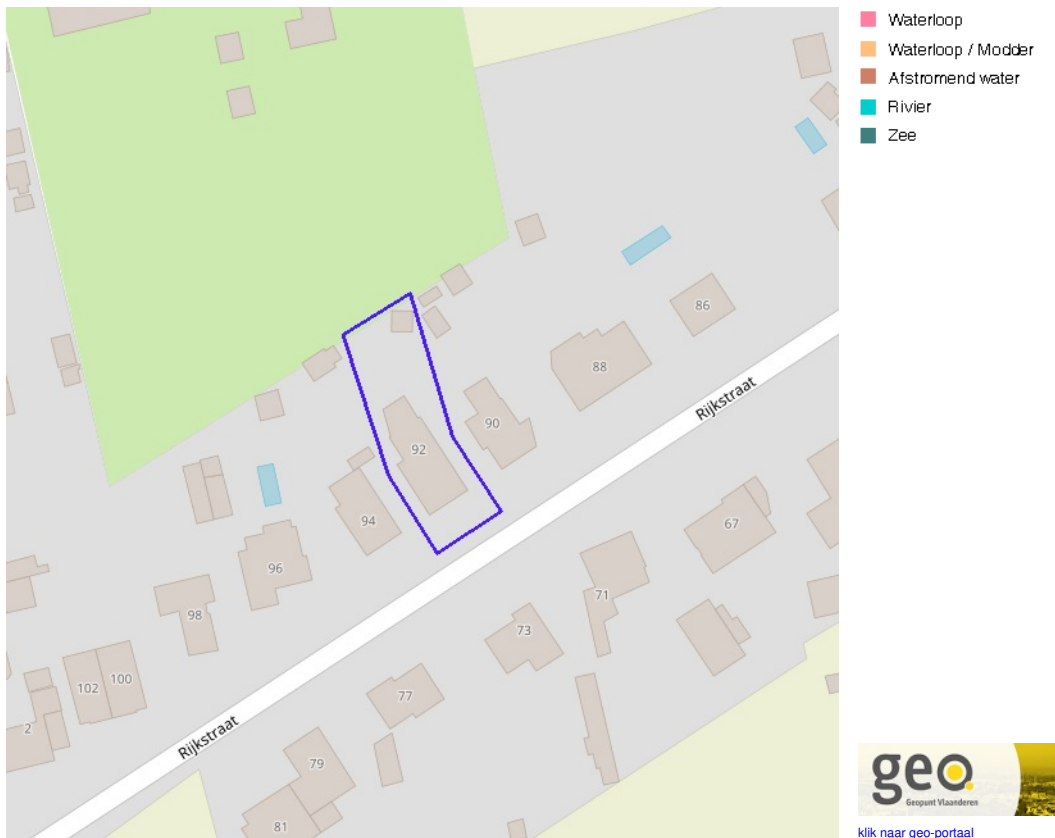 Waterloop
Waterloop / Modder
Afstromend water
Rivier
Zee
86
88
Rijkstraat
90
92
94
67
96
71
98
73
100
102
77
2
Rijkstraat
79
81
geo.
Geopunt Vlaanderen
klik naar geo-portaal